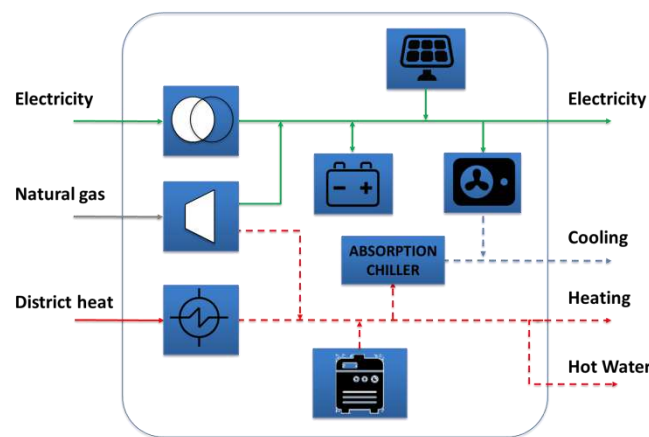 Electricity
Electricity
Natural gas
Cooling
ABSORPTION
CHILLER
District heat
Heating
Hot Water